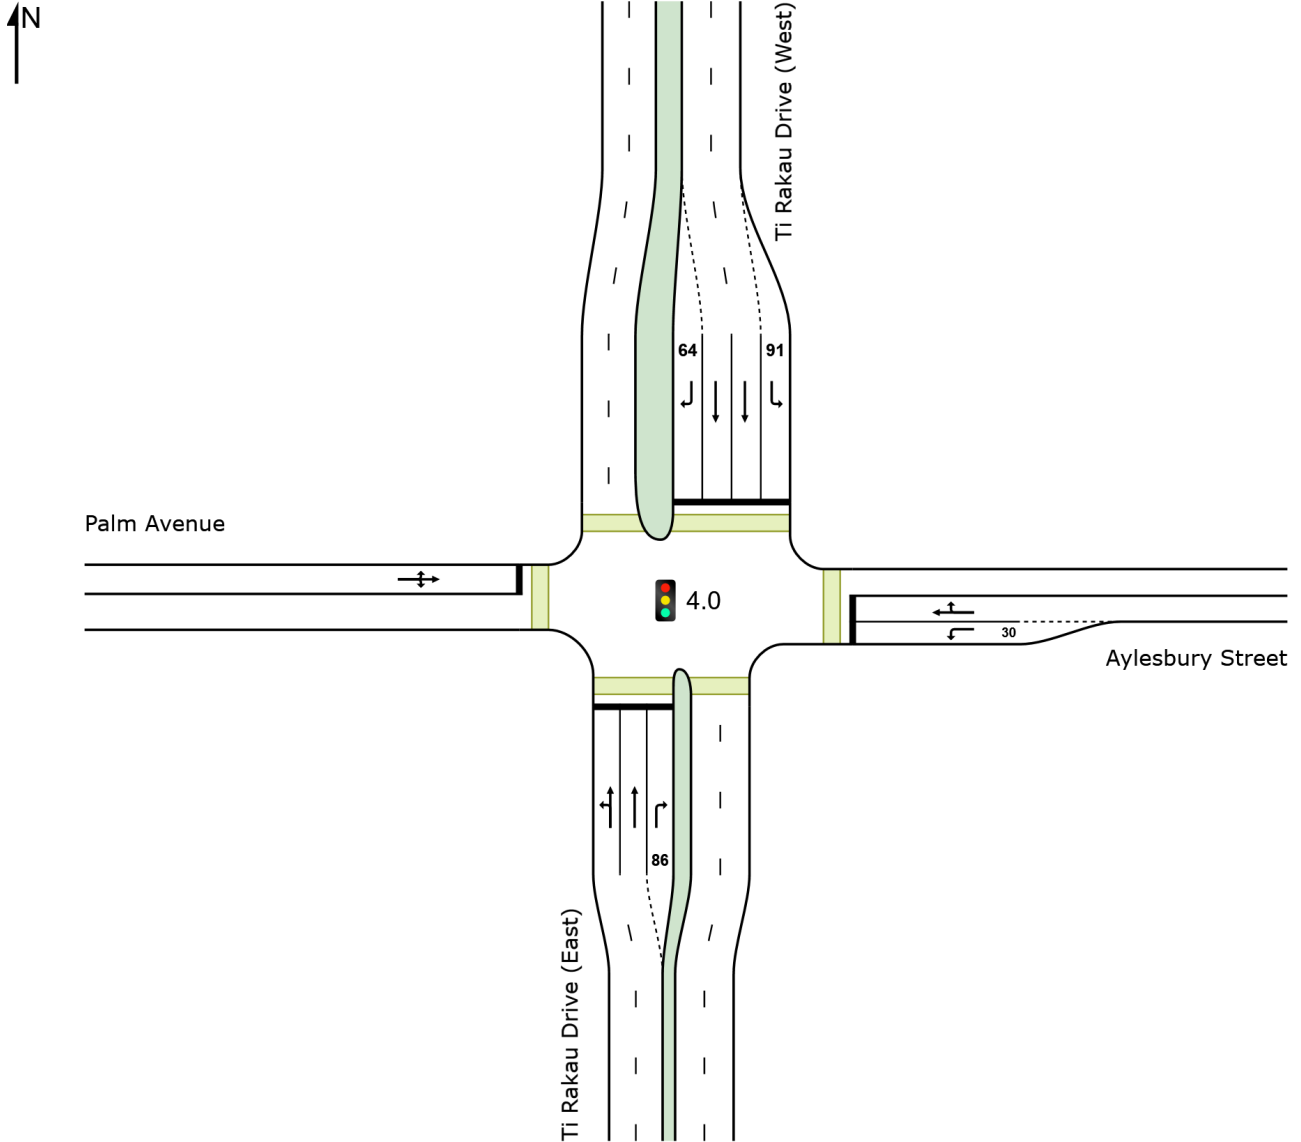 N
Ti Rakau Drive (West)
64
91
Palm Avenue
4.0
30
Aylesbury Street
86
Ti Rakau Drive (East)